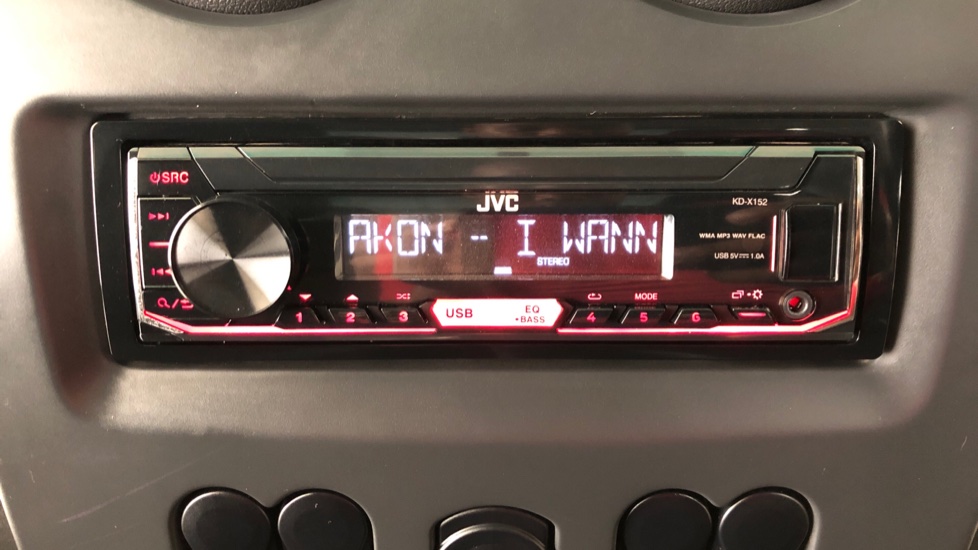 SRC
JVC
KD-X152
AKON -- I WANN
STEREO
WMA MP3 WAV FLAC
USB 5V⎓1.0A
MODE
1 2 3
USB
EQ
+BASS
4 5 6